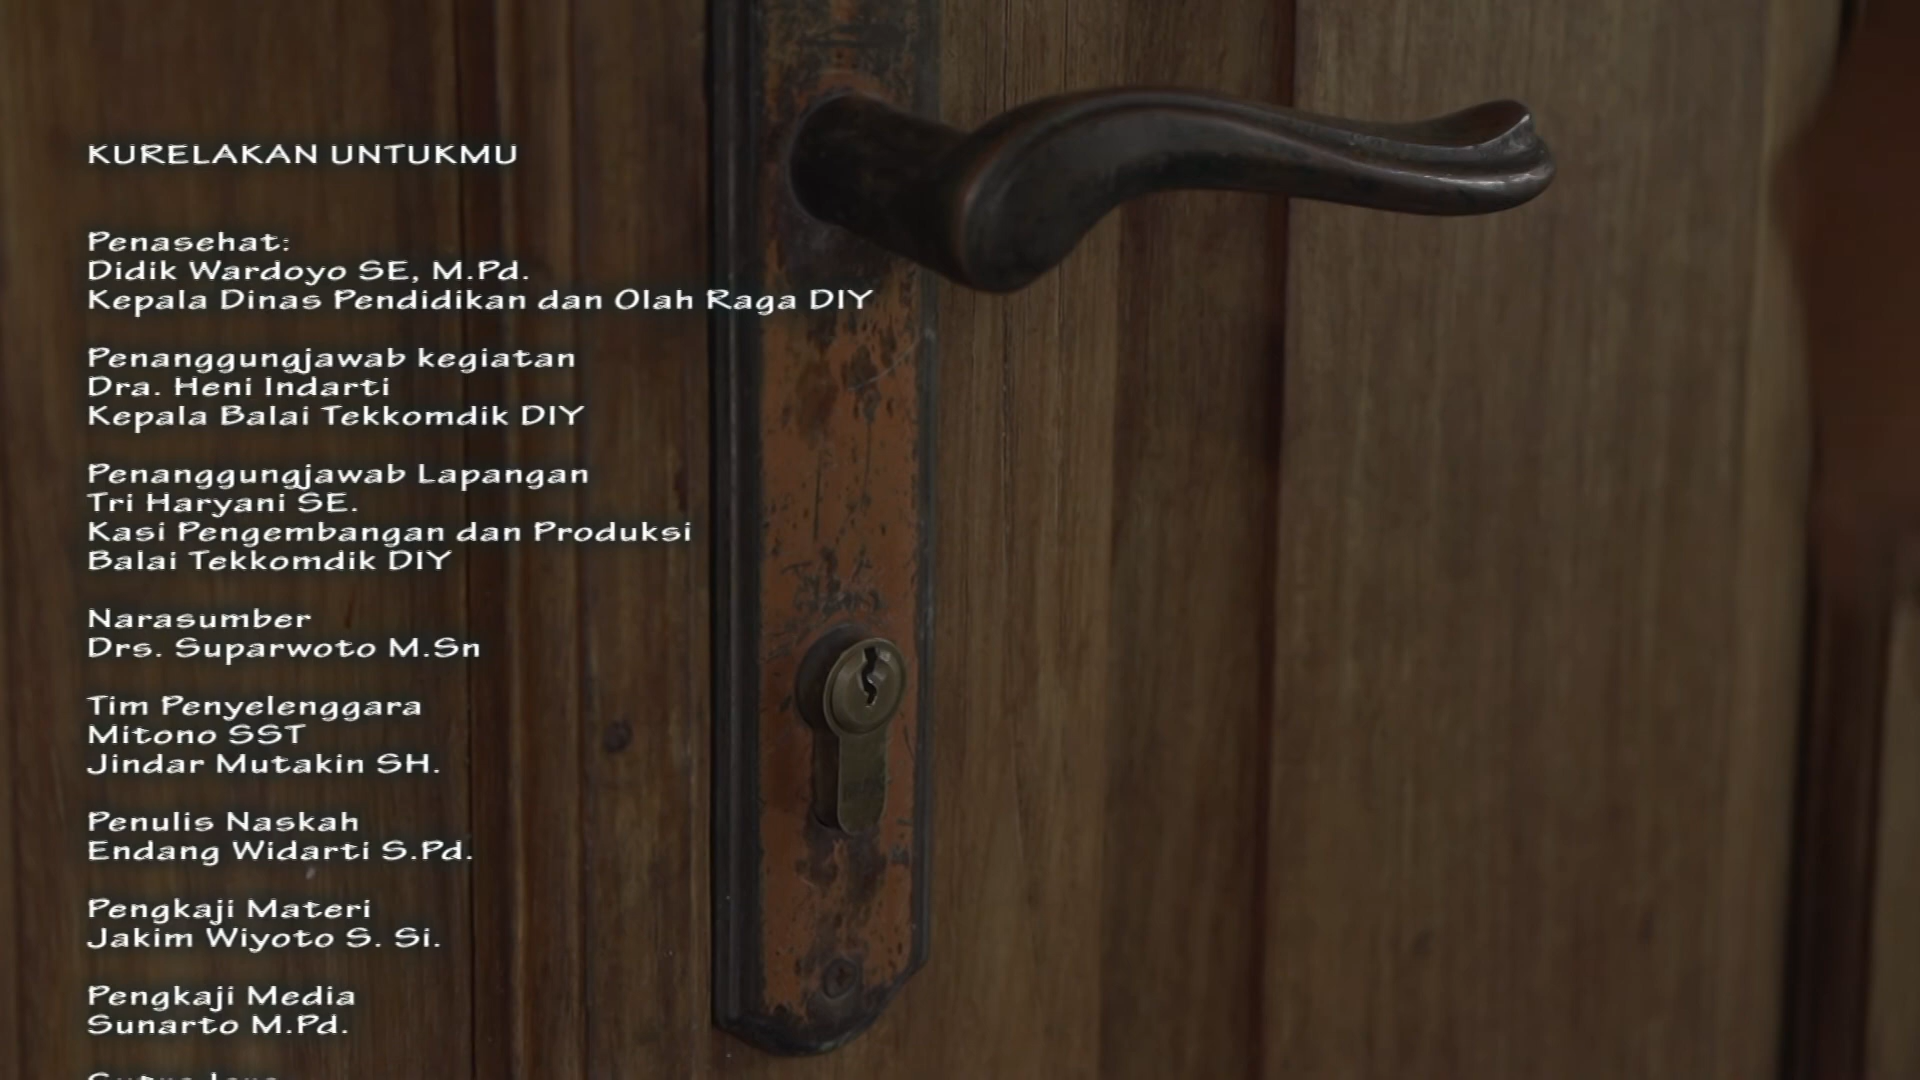 KURELAKAN UNTUKMU
Penasehat:
Didik Wardoyo SE, M.Pd.
Kepala Dinas Pendidikan dan Olah Raga DIY
Penanggungjawab kegiatan
Dra. Heni Indarti
Kepala Balai Tekkomdik DIY
Penanggungjawab Lapangan
Tri Haryani SE.
Kasi Pengembangan dan Produksi
Balai Tekkomdik DIY
Narasumber
Drs. Suparwoto M.Sn
Tim Penyelenggara
Mitono SST
Jindar Mutakin SH.
Penulis Naskah
Endang Widarti S.Pd.
Pengkaji Materi
Jakim Wiyoto S. Si.
Pengkaji Media
Sunarto M.Pd.